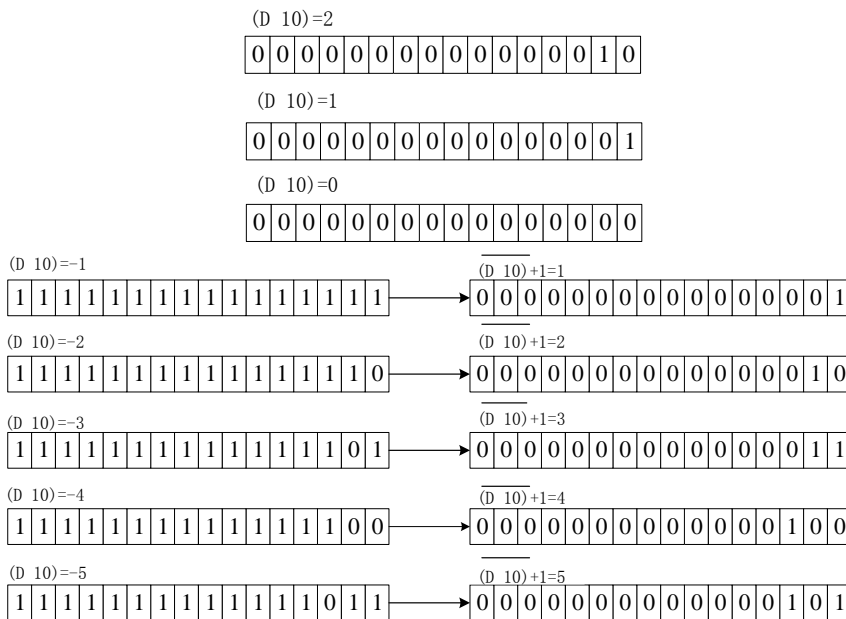 (D 10)=2
0 0 0 0 0 0 0 0 0 0 0 0 0 0 1 0
(D 10)=1
0 0 0 0 0 0 0 0 0 0 0 0 0 0 0 1
(D 10)=0
0 0 0 0 0 0 0 0 0 0 0 0 0 0 0 0
(D 10)=-1
1 1 1 1 1 1 1 1 1 1 1 1 1 1 1 1
(D 10)+1=1
0 0 0 0 0 0 0 0 0 0 0 0 0 0 0 1
(D 10)=-2
1 1 1 1 1 1 1 1 1 1 1 1 1 1 1 0
(D 10)+1=2
0 0 0 0 0 0 0 0 0 0 0 0 0 0 1 0
(D 10)=-3
1 1 1 1 1 1 1 1 1 1 1 1 1 1 0 1
(D 10)+1=3
0 0 0 0 0 0 0 0 0 0 0 0 0 0 1 1
(D 10)=-4
1 1 1 1 1 1 1 1 1 1 1 1 1 1 0 0
(D 10)+1=4
0 0 0 0 0 0 0 0 0 0 0 0 0 1 0 0
(D 10)=-5
1 1 1 1 1 1 1 1 1 1 1 1 1 0 1 1
(D 10)+1=5
0 0 0 0 0 0 0 0 0 0 0 0 0 1 0 1